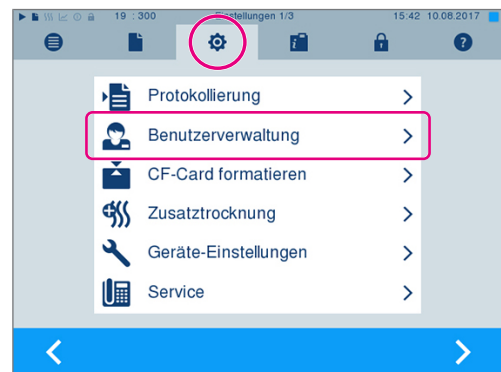 19 : 300 Einstellungen 1/3 15:42 10.08.2017
Protokollierung
Benutzerverwaltung
CF-Card formatieren
Zusatztrocknung
Geräte-Einstellungen
Service